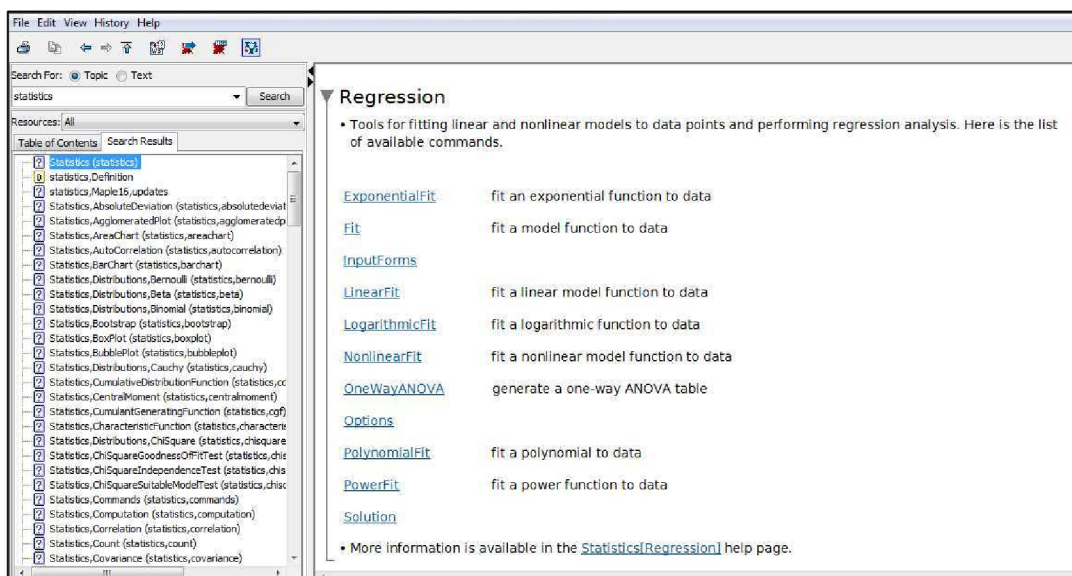 File Edit View History Help
Search For: Topic Text
statistics Search
Resources: All
Table of Contents Search Results
Statistics (statistics)
statistics,Definition
statistics,Maple16,updates
Statistics,AbsoluteDeviation (statistics,absolutedeviat
Statistics,AgglomeratedPlot (statistics,agglomeratedp
Statistics,AreaChart (statistics,areachart)
Statistics,AutoCorrelation (statistics,autocorrelation)
Statistics,BarChart (statistics,barchart)
Statistics,Distributions,Bernoulli (statistics,bernoulli)
Statistics,Distributions,Beta (statistics,beta)
Statistics,Distributions,Binomial (statistics,binomial)
Statistics,Bootstrap (statistics,bootstrap)
Statistics,BoxPlot (statistics,boxplot)
Statistics,BubblePlot (statistics,bubbleplot)
Statistics,Distributions,Cauchy (statistics,cauchy)
Statistics,CumulativeDistributionFunction (statistics,cc
Statistics,CentralMoment (statistics,centralmoment)
Statistics,CumulantGeneratingFunction (statistics,cgf)
Statistics,CharacteristicFunction (statistics,characteris
Statistics,Distributions,ChiSquare (statistics,chisquare
Statistics,ChiSquareGoodnessOfFitTest (statistics,chis
Statistics,ChiSquareIndependenceTest (statistics,chis
Statistics,ChiSquareSuitableModelTest (statistics,chisc
Statistics,Commands (statistics,commands)
Statistics,Computation (statistics,computation)
Statistics,Correlation (statistics,correlation)
Statistics,Count (statistics,count)
Statistics,Covariance (statistics,covariance)
Regression
• Tools for fitting linear and nonlinear models to data points and performing regression analysis. Here is the list
of available commands.
ExponentialFit fit an exponential function to data
Fit fit a model function to data
InputForms
LinearFit fit a linear model function to data
LogarithmicFit fit a logarithmic function to data
NonlinearFit fit a nonlinear model function to data
OneWayANOVA generate a one-way ANOVA table
Options
PolynomialFit fit a polynomial to data
PowerFit fit a power function to data
Solution
• More information is available in the Statistics[Regression] help page.